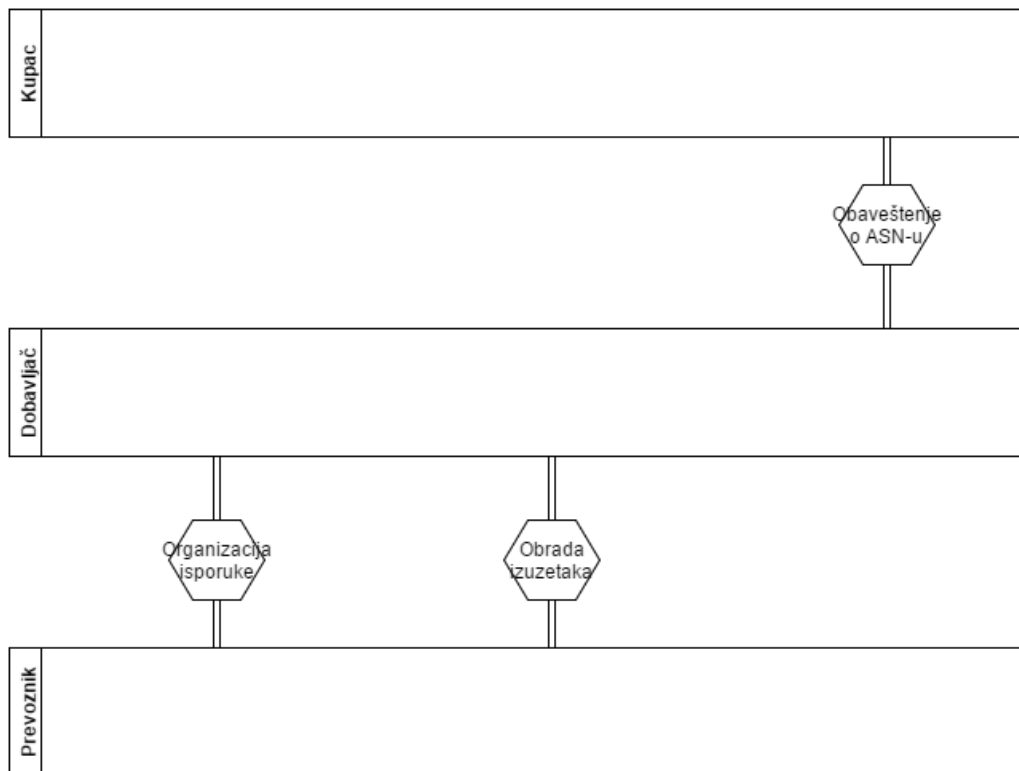 Kupac
Obaveštenje
o ASN-u
Dobavljač
Organizacija
isporuke
Obrada
izuzetaka
Prevoznik